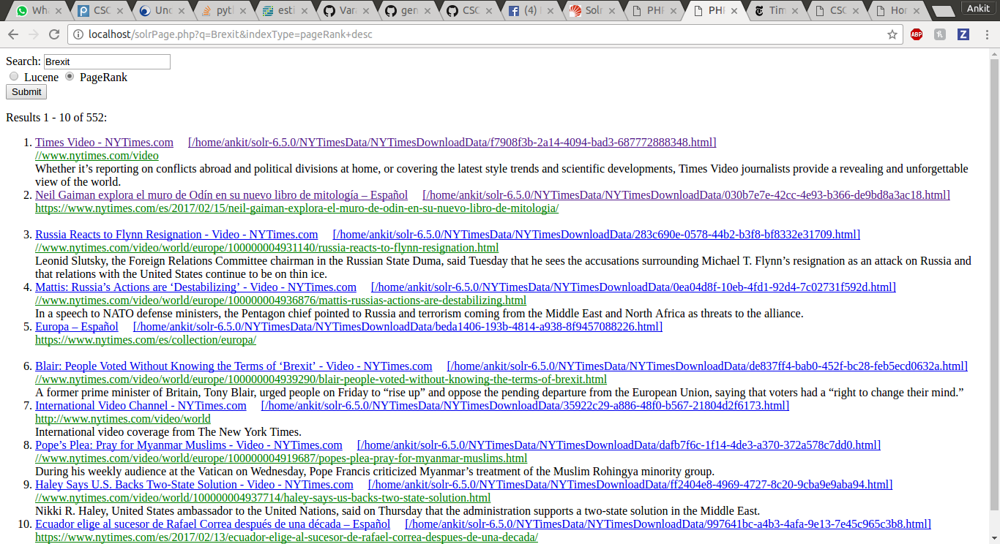 Wha
CSC
Unc
pyt
esti
Vara
gen
CSC
(4)
Solr
PHP
PHP
Tim
CSC
Hor
Ankit
localhost/solrPage.php?q=Brexit&indexType=pageRank+desc
ABP
Z
Search: Brexit
Lucene PageRank
Submit
Results 1 - 10 of 552:
1. Times Video - NYTimes.com [/home/ankit/solr-6.5.0/NYTimesData/NYTimesDownloadData/f7908f3b-2a14-4094-bad3-687772888348.html]
//www.nytimes.com/video
Whether it’s reporting on conflicts abroad and political divisions at home, or covering the latest style trends and scientific developments, Times Video journalists provide a revealing and unforgettable
view of the world.
2. Neil Gaiman explora el muro de Odín en su nuevo libro de mitología – Español [/home/ankit/solr-6.5.0/NYTimesData/NYTimesDownloadData/030b7e7e-42cc-4e93-b366-de9bd8a3ac18.html]
https://www.nytimes.com/es/2017/02/15/neil-gaiman-explora-el-muro-de-odin-en-su-nuevo-libro-de-mitologia/
3. Russia Reacts to Flynn Resignation - Video - NYTimes.com [/home/ankit/solr-6.5.0/NYTimesData/NYTimesDownloadData/283c690e-0578-44b2-b3f8-bf8332e31709.html]
//www.nytimes.com/video/world/europe/100000004931140/russia-reacts-to-flynn-resignation.html
Leonid Slutsky, the Foreign Relations Committee chairman in the Russian State Duma, said Tuesday that he sees the accusations surrounding Michael T. Flynn’s resignation as an attack on Russia and
that relations with the United States continue to be on thin ice.
4. Mattis: Russia’s Actions are ‘Destabilizing’ - Video - NYTimes.com [/home/ankit/solr-6.5.0/NYTimesData/NYTimesDownloadData/0ea04d8f-10eb-4fd1-92d4-7c02731f592d.html]
//www.nytimes.com/video/world/europe/100000004936876/mattis-russias-actions-are-destabilizing.html
In a speech to NATO defense ministers, the Pentagon chief pointed to Russia and terrorism coming from the Middle East and North Africa as threats to the alliance.
5. Europa – Español [/home/ankit/solr-6.5.0/NYTimesData/NYTimesDownloadData/beda1406-193b-4814-a938-8f9457088226.html]
https://www.nytimes.com/es/collection/europa/
6. Blair: People Voted Without Knowing the Terms of ‘Brexit’ - Video - NYTimes.com [/home/ankit/solr-6.5.0/NYTimesData/NYTimesDownloadData/de837ff4-bab0-452f-bc28-feb5ecd0632a.html]
//www.nytimes.com/video/world/europe/100000004939290/blair-people-voted-without-knowing-the-terms-of-brexit.html
A former prime minister of Britain, Tony Blair, urged people on Friday to “rise up” and oppose the pending departure from the European Union, saying that voters had a “right to change their mind.”
7. International Video Channel - NYTimes.com [/home/ankit/solr-6.5.0/NYTimesData/NYTimesDownloadData/35922c29-a886-48f0-b567-21804d2f6173.html]
http://www.nytimes.com/video/world
International video coverage from The New York Times.
8. Pope’s Plea: Pray for Myanmar Muslims - Video - NYTimes.com [/home/ankit/solr-6.5.0/NYTimesData/NYTimesDownloadData/dafb7f6c-1f14-4de3-a370-372a578c7dd0.html]
//www.nytimes.com/video/world/europe/100000004919687/popes-plea-pray-for-myanmar-muslims.html
During his weekly audience at the Vatican on Wednesday, Pope Francis criticized Myanmar’s treatment of the Muslim Rohingya minority group.
9. Haley Says U.S. Backs Two-State Solution - Video - NYTimes.com [/home/ankit/solr-6.5.0/NYTimesData/NYTimesDownloadData/ff2404e8-4969-4727-8c20-9cba9e9aba94.html]
//www.nytimes.com/video/world/100000004937714/haley-says-us-backs-two-state-solution.html
Nikki R. Haley, United States ambassador to the United Nations, said on Thursday that the administration supports a two-state solution in the Middle East.
10. Ecuador elige al sucesor de Rafael Correa después de una década – Español [/home/ankit/solr-6.5.0/NYTimesData/NYTimesDownloadData/997641bc-a4b3-4afa-9e13-7e45c965c3b8.html]
https://www.nytimes.com/es/2017/02/13/ecuador-elige-al-sucesor-de-rafael-correa-despues-de-una-decada/